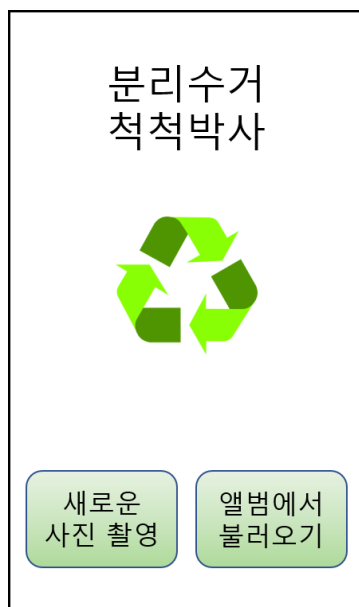 분리수거
척척박사
새로운
사진 촬영
앨범에서
불러오기